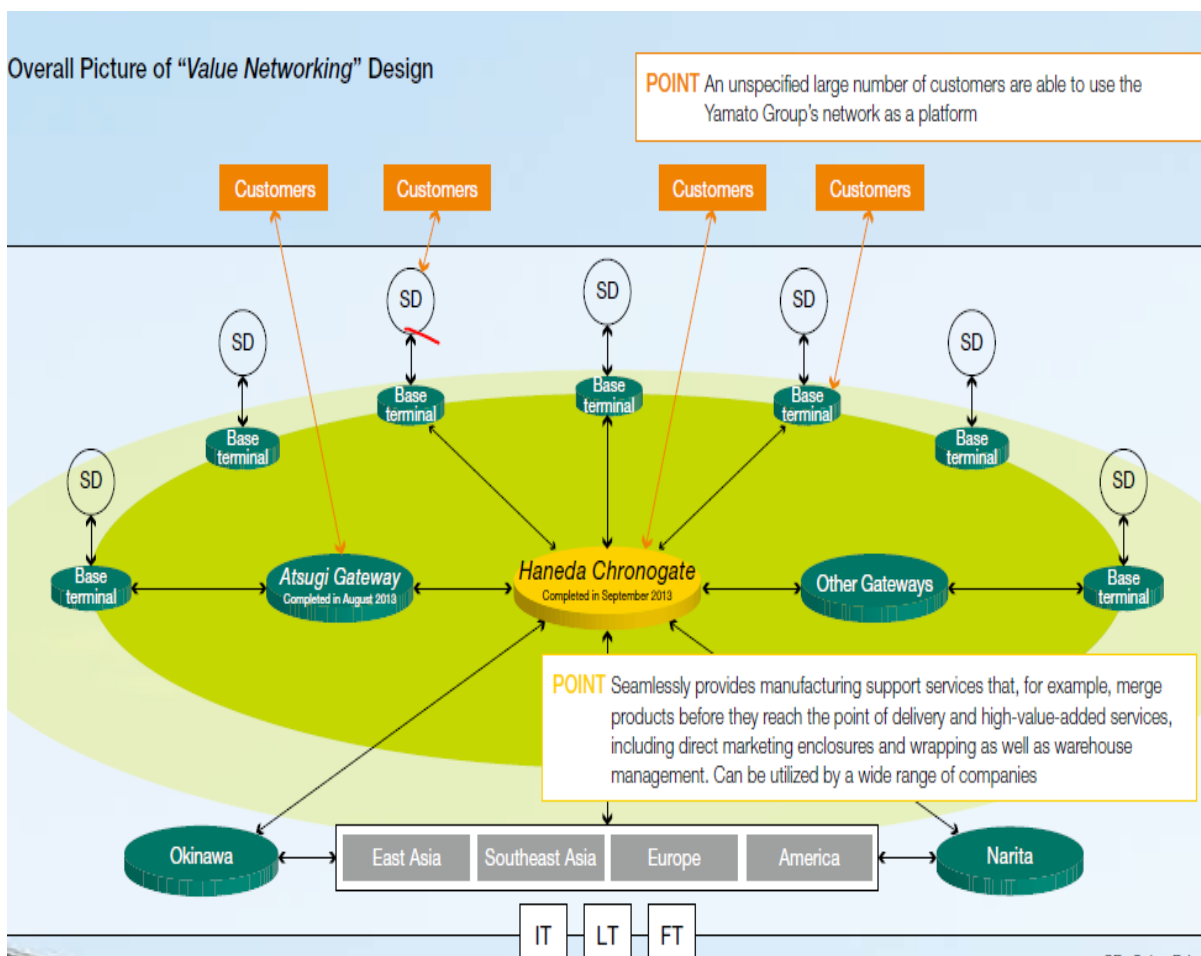 Overall Picture of “Value Networking” Design
POINT An unspecified large number of customers are able to use the
Yamato Group’s network as a platform
Customers
Customers
Customers
Customers
SD
SD
SD
SD
SD
SD
SD
Base
terminal
Base
terminal
Base
terminal
Base
terminal
Base
terminal
Base
terminal
Base
terminal
Atsugi Gateway
Completed in August 2013
Haneda Chronogate
Completed in September 2013
Other Gateways
POINT Seamlessly provides manufacturing support services that, for example, merge
products before they reach the point of delivery and high-value-added services,
including direct marketing enclosures and wrapping as well as warehouse
management. Can be utilized by a wide range of companies
Okinawa
East Asia
Southeast Asia
Europe
America
Narita
IT
LT
FT